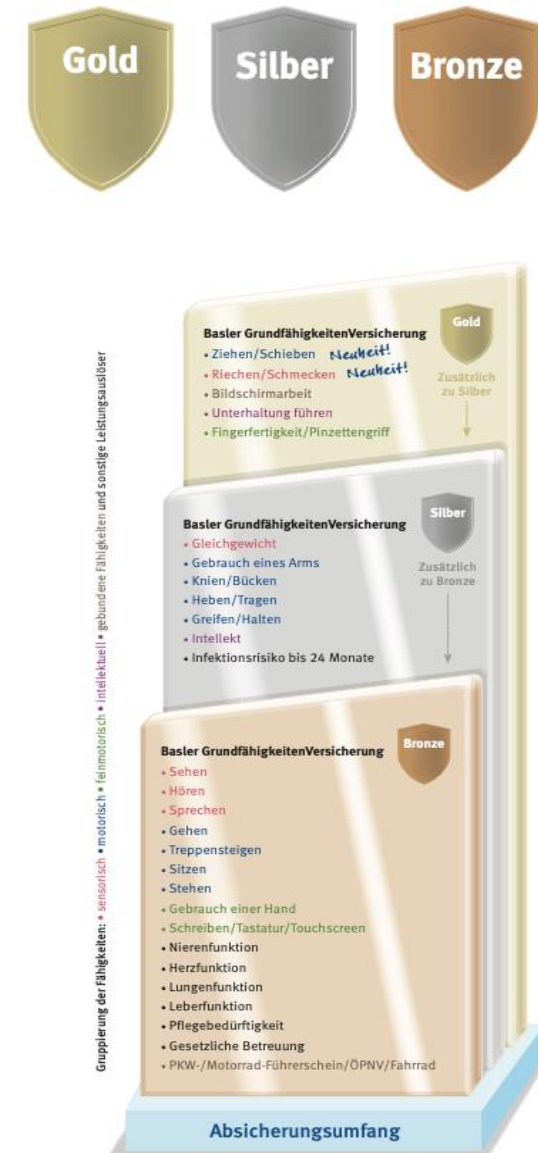 Gold
Silber
Bronze
Basler GrundfähigkeitenVersicherung
• Ziehen/Schieben Neuheit!
• Riechen/Schmecken Neuheit!
• Bildschirmarbeit
• Unterhaltung führen
• Fingerfertigkeit/Pinzettengriff
Gold
Zusätzlich
zu Silber
Basler GrundfähigkeitenVersicherung
• Gleichgewicht
• Gebrauch eines Arms
• Knien/Bücken
• Heben/Tragen
• Greifen/Halten
• Intellekt
• Infektionsrisiko bis 24 Monate
Silber
Zusätzlich
zu Bronze
Basler GrundfähigkeitenVersicherung
• Sehen
• Hören
• Sprechen
• Gehen
• Treppensteigen
• Sitzen
• Stehen
• Gebrauch einer Hand
• Schreiben/Tastatur/Touchscreen
• Nierenfunktion
• Herzfunktion
• Lungenfunktion
• Leberfunktion
• Pflegebedürftigkeit
• Gesetzliche Betreuung
• PKW-/Motorrad-Führerschein/ÖPNV/Fahrrad
Bronze
Gruppierung der Fähigkeiten: • sensorisch • motorisch • feinmotorisch • intellektuell • gebundene Fähigkeiten und sonstige Leistungsauslöser
Absicherungsumfang